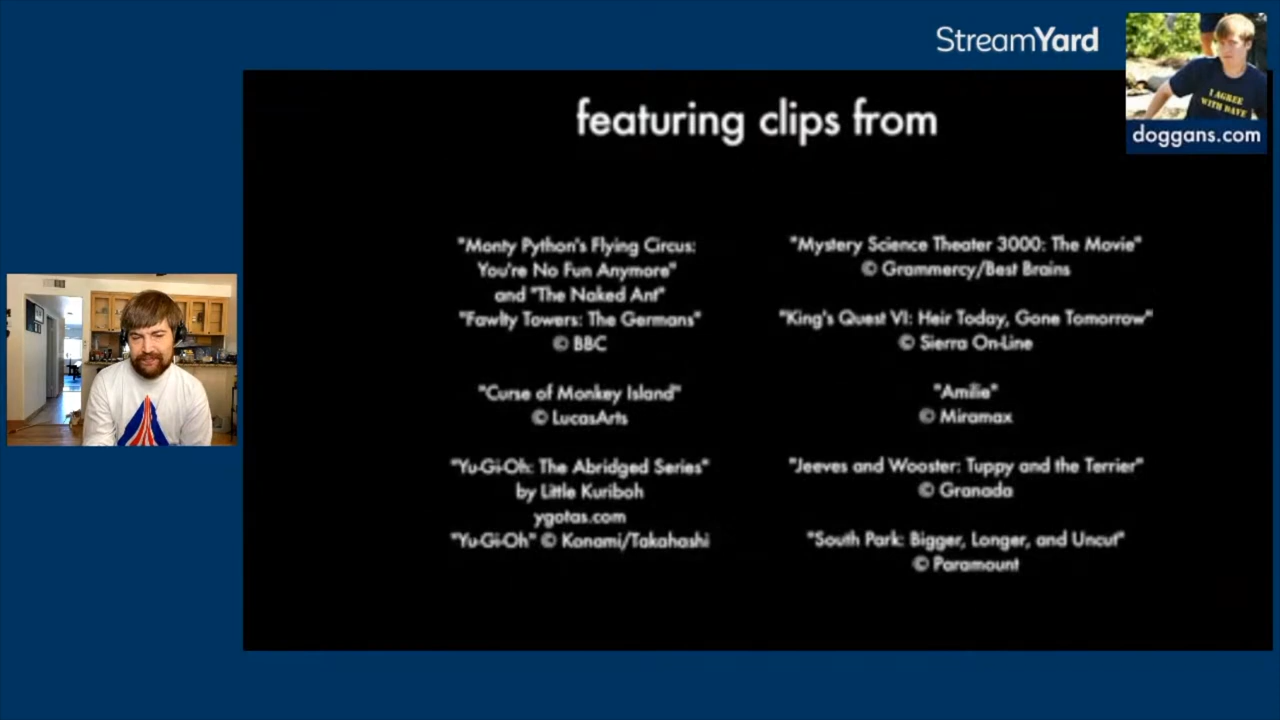 StreamYard
I AGREE
WITH DAVE
doggans.com
featuring clips from
"Monty Python's Flying Circus:
You're No Fun Anymore"
and "The Naked Ant"
"Fawlty Towers: The Germans"
© BBC
"Curse of Monkey Island"
© LucasArts
"Yu-Gi-Oh: The Abridged Series"
by Little Kuriboh
ygotas.com
"Yu-Gi-Oh" © Konami/Takahashi
"Mystery Science Theater 3000: The Movie"
© Grammercy/Best Brains
"King's Quest VI: Heir Today, Gone Tomorrow"
© Sierra On-Line
"Amilie"
© Miramax
"Jeeves and Wooster: Tuppy and the Terrier"
© Granada
"South Park: Bigger, Longer, and Uncut"
© Paramount